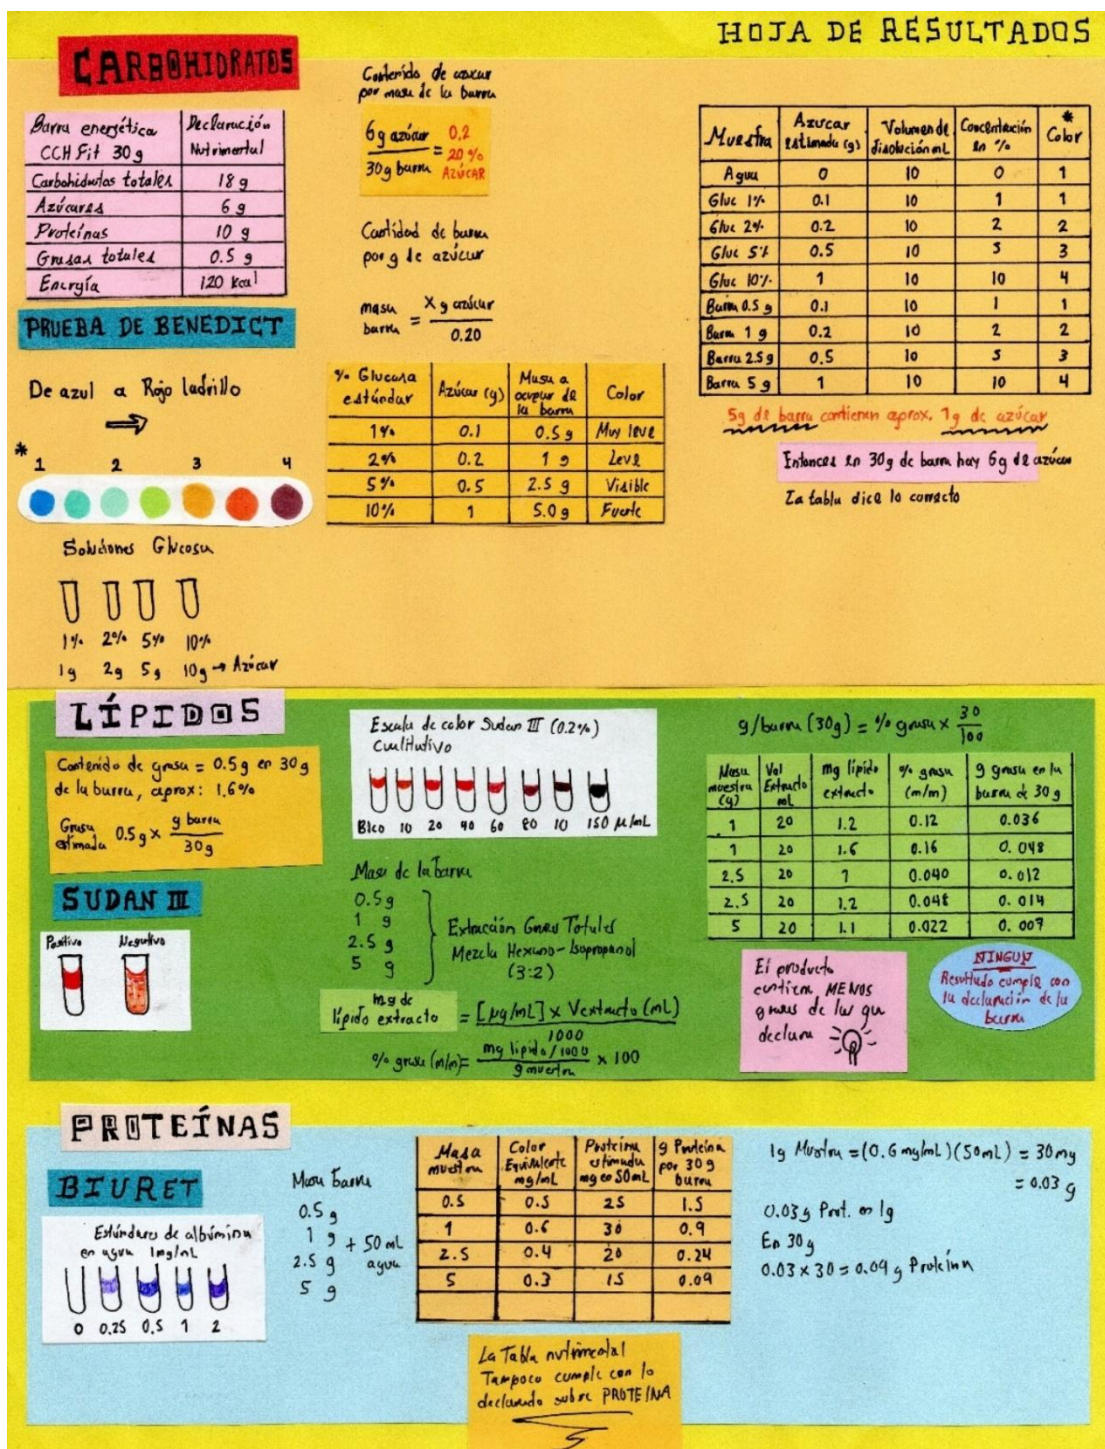 HOJA DE RESULTADOS
CARBOHIDRATOS
Barra energética CCH Fit 30 g | Declaración Nutrimental
Carbohidratos totales | 18 g
Azúcares | 6 g
Proteínas | 10 g
Grasas totales | 0.5 g
Energía | 120 kcal
PRUEBA DE BENEDICT
De azul a Rojo ladrillo
*
1 2 3 4
Soluciones Glucosa
1% 2% 5% 10%
1g 2g 5g 10g → Azúcar
Contenido de azucar
por masa de la barra
6g azúcar / 30g barra = 0,2
20 %
AZÚCAR
Cantidad de barra
por g de azúcar
masa barra = X g azúcar / 0.20
% Glucosa estándar | Azúcar (g) | Masa a ocupar de la barra | Color
1% | 0.1 | 0.5 g | Muy leve
2% | 0.2 | 1 g | Leve
5% | 0.5 | 2.5 g | Visible
10% | 1 | 5.0 g | Fuerte
Muestra | Azucar estimada (g) | Volumen de disolución mL | Concentración en % | * Color
Agua | 0 | 10 | 0 | 1
Gluc 1% | 0.1 | 10 | 1 | 1
Gluc 2% | 0.2 | 10 | 2 | 2
Gluc 5% | 0.5 | 10 | 5 | 3
Gluc 10% | 1 | 10 | 10 | 4
Barra 0.5 g | 0.1 | 10 | 1 | 1
Barra 1 g | 0.2 | 10 | 2 | 2
Barra 2.5 g | 0.5 | 10 | 5 | 3
Barra 5 g | 1 | 10 | 10 | 4
5g de barra contienen aprox. 1g de azúcar
Entonces en 30g de barra hay 6g de azúcar
La tabla dice lo correcto
LÍPIDOS
Contenido de grasa = 0.5 g en 30 g
de la barra, aprox: 1.6%
Grasa estimada 0.5 g × g barra / 30 g
SUDAN III
Positivo Negativo
Escala de color Sudan III (0.2%)
Cualitativo
Blco 10 20 40 60 80 10 150 μ/mL
Masa de la barra
0.5 g
1 g
2.5 g
5 g
Extracción Grasas Totales
Mezcla Hexano-Isopropanol
(3:2)
mg de lípido extracto = [μg/mL] × Vextracto (mL) / 1000
% grasa (m/m) = mg lípido/1000 / g muestra × 100
g/barra (30g) = % grasa × 30/100
Masa muestra (g) | Vol Extracto mL | mg lípido extracto | % grasa (m/m) | g grasa en la barra de 30 g
1 | 20 | 1.2 | 0.12 | 0.036
1 | 20 | 1.6 | 0.16 | 0.048
2.5 | 20 | 1 | 0.040 | 0.012
2.5 | 20 | 1.2 | 0.048 | 0.014
5 | 20 | 1.1 | 0.022 | 0.007
El producto
contiene MENOS
grasas de las que
declara
NINGUN
Resultado cumple con
la declaración de la
barra
PROTEÍNAS
BIURET
Estándares de albúmina
en agua 1mg/mL
0 0.25 0.5 1 2
Masa barra
0.5 g
1 g
2.5 g
5 g
+ 50 mL
agua
Masa muestra | Color Equivalente mg/mL | Proteína estimada mg en 50mL | g Proteína por 30g barra
0.5 | 0.5 | 25 | 1.5
1 | 0.6 | 30 | 0.9
2.5 | 0.4 | 20 | 0.24
5 | 0.3 | 15 | 0.09
La Tabla nutrimental
Tampoco cumple con lo
declarado sobre PROTEINA
1g Muestra = (0.6 mg/mL)(50mL) = 30mg
= 0.03 g
0.03g Prot. en 1g
En 30 g
0.03 × 30 = 0.09 g Proteína